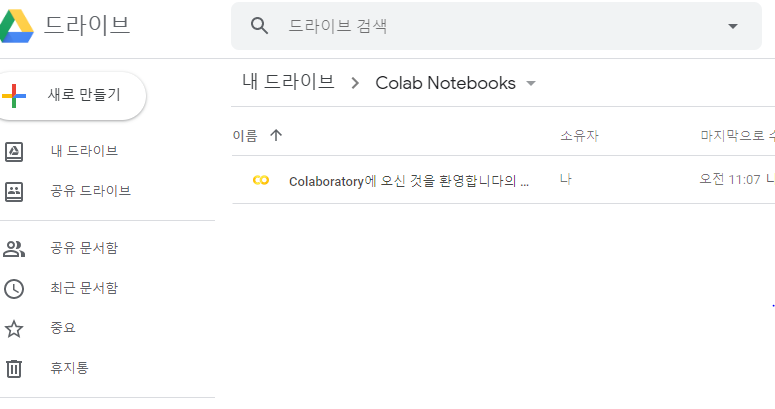 드라이브
드라이브 검색
새로 만들기
내 드라이브
공유 드라이브
공유 문서함
최근 문서함
중요
휴지통
내 드라이브 > Colab Notebooks
이름 소유자 마지막으로 수
Colaboratory에 오신 것을 환영합니다의 ... 나 오전 11:07